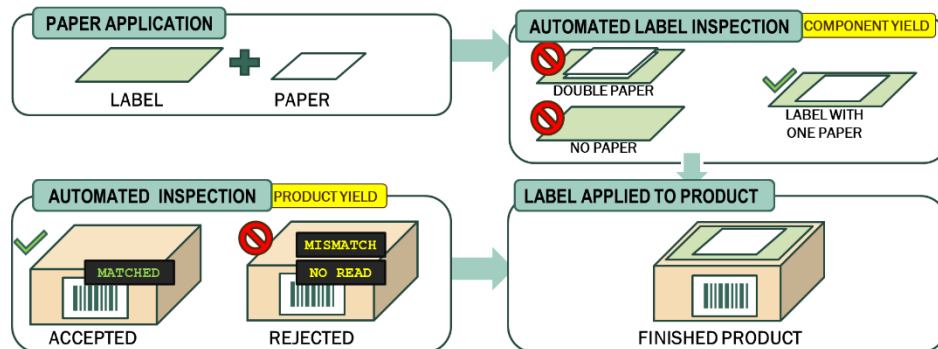 PAPER APPLICATION
LABEL
PAPER
AUTOMATED LABEL INSPECTION
COMPONENT YIELD
DOUBLE PAPER
NO PAPER
LABEL WITH
ONE PAPER
AUTOMATED INSPECTION
PRODUCT YIELD
MATCHED
ACCEPTED
MISMATCH
NO READ
REJECTED
LABEL APPLIED TO PRODUCT
FINISHED PRODUCT